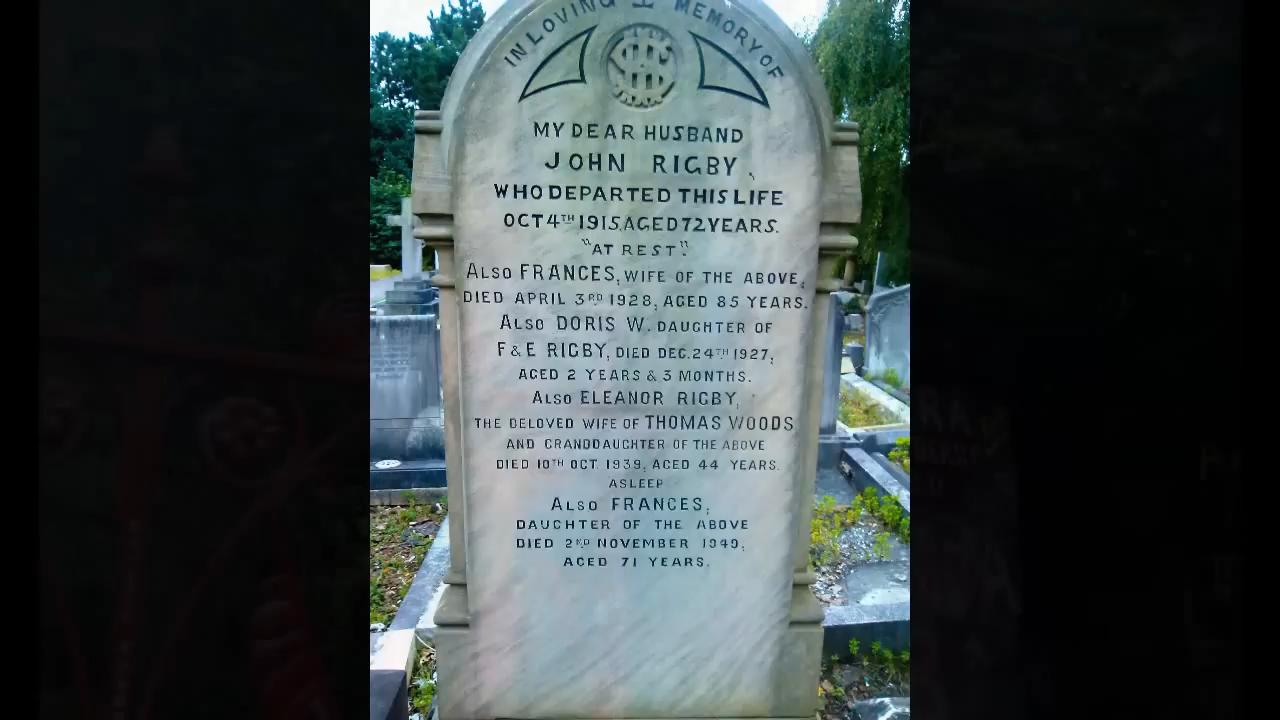 IN LOVING MEMORY OF
IHS
MY DEAR HUSBAND
JOHN RIGBY,
WHO DEPARTED THIS LIFE
OCT 4TH 1915, AGED 72 YEARS.
"AT REST."
ALSO FRANCES, WIFE OF THE ABOVE,
DIED APRIL 3RD 1928, AGED 85 YEARS.
ALSO DORIS W. DAUGHTER OF
F & E RIGBY, DIED DEC. 24TH 1927,
AGED 2 YEARS & 3 MONTHS.
ALSO ELEANOR RIGBY,
THE BELOVED WIFE OF THOMAS WOODS
AND GRANDDAUGHTER OF THE ABOVE
DIED 10TH OCT. 1939, AGED 44 YEARS.
ASLEEP
ALSO FRANCES,
DAUGHTER OF THE ABOVE
DIED 2ND NOVEMBER 1949,
AGED 71 YEARS.